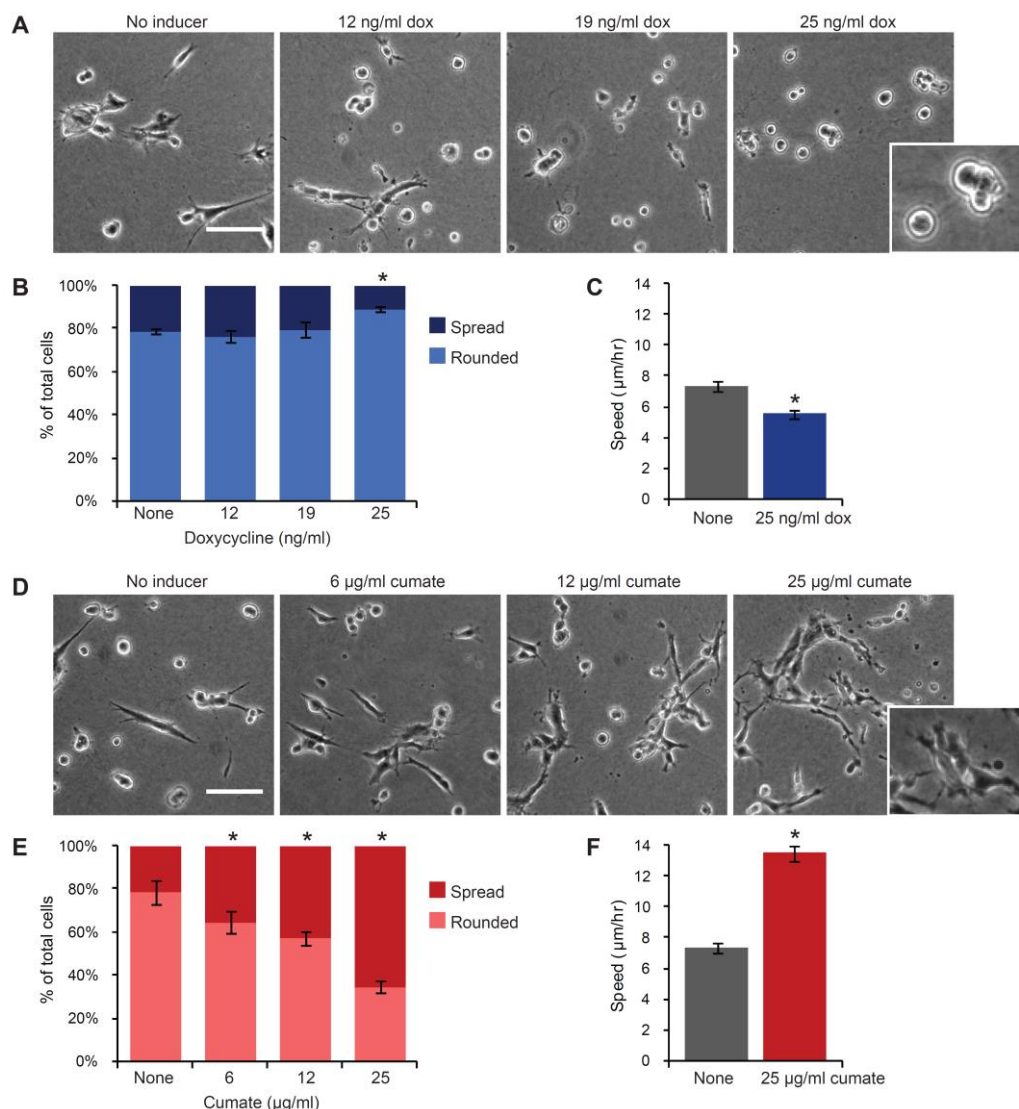 A
No inducer
12 ng/ml dox
19 ng/ml dox
25 ng/ml dox
B
100%
80%
60%
40%
20%
0%
% of total cells
*
Spread
Rounded
None
12
19
25
Doxycycline (ng/ml)
C
14
12
10
8
6
4
2
0
Speed (µm/hr)
*
None
25 ng/ml dox
D
No inducer
6 µg/ml cumate
12 µg/ml cumate
25 µg/ml cumate
E
100%
80%
60%
40%
20%
0%
% of total cells
*
*
*
Spread
Rounded
None
6
12
25
Cumate (µg/ml)
F
14
12
10
8
6
4
2
0
Speed (µm/hr)
*
None
25 µg/ml cumate